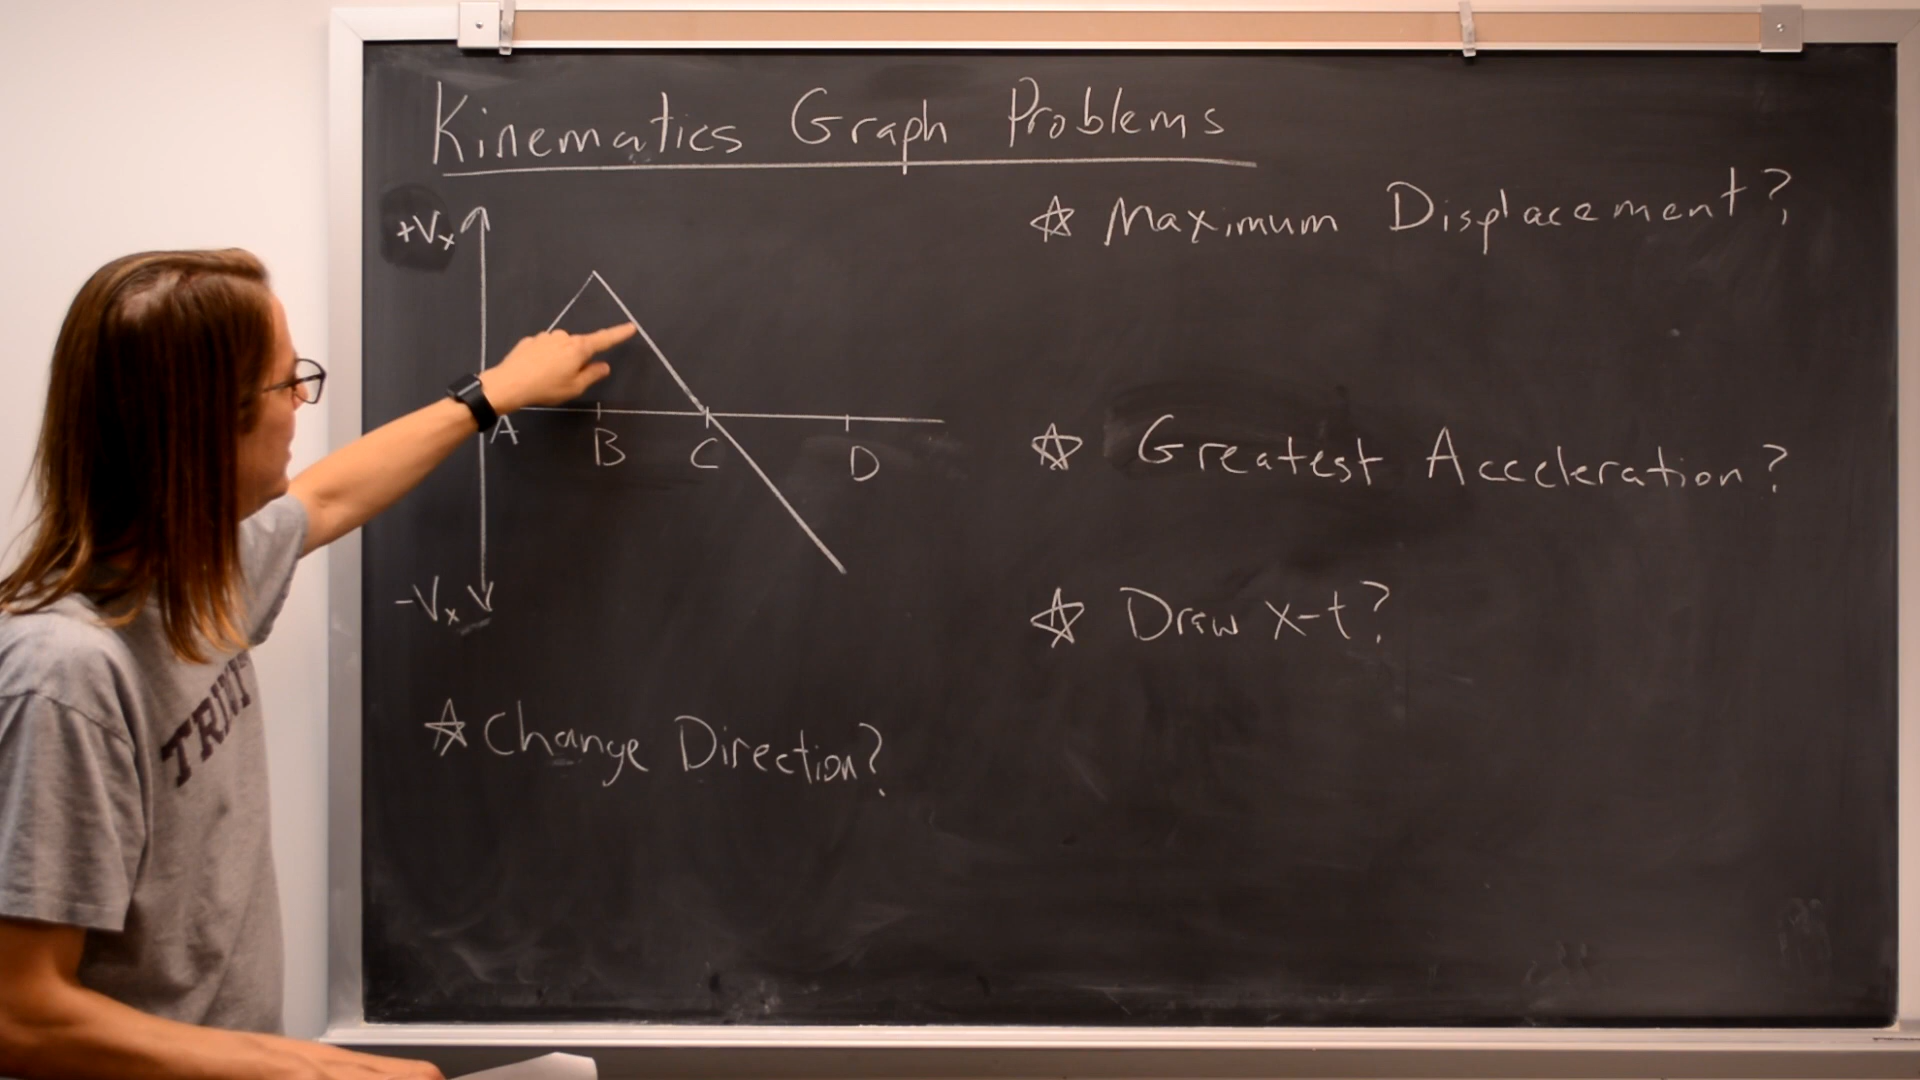 Kinematics Graph Problems
+Vx
A B C D
-Vx
☆ Change Direction?
☆ Maximum Displacement?
☆ Greatest Acceleration?
☆ Draw x-t?